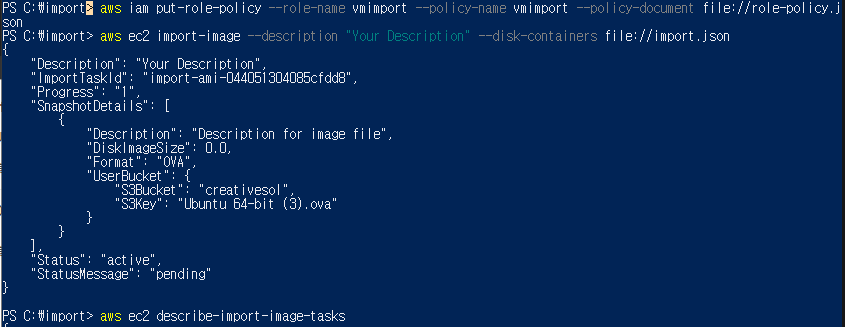 PS C:₩import> aws iam put-role-policy --role-name vmimport --policy-name vmimport --policy-document file://role-policy.j
son
PS C:₩import> aws ec2 import-image --description "Your Description" --disk-containers file://import.json
{
    "Description": "Your Description",
    "ImportTaskId": "import-ami-044051304085cfdd8",
    "Progress": "1",
    "SnapshotDetails": [
        {
            "Description": "Description for image file",
            "DiskImageSize": 0.0,
            "Format": "OVA",
            "UserBucket": {
                "S3Bucket": "creativesol",
                "S3Key": "Ubuntu 64-bit (3).ova"
            }
        }
    ],
    "Status": "active",
    "StatusMessage": "pending"
}
PS C:₩import> aws ec2 describe-import-image-tasks